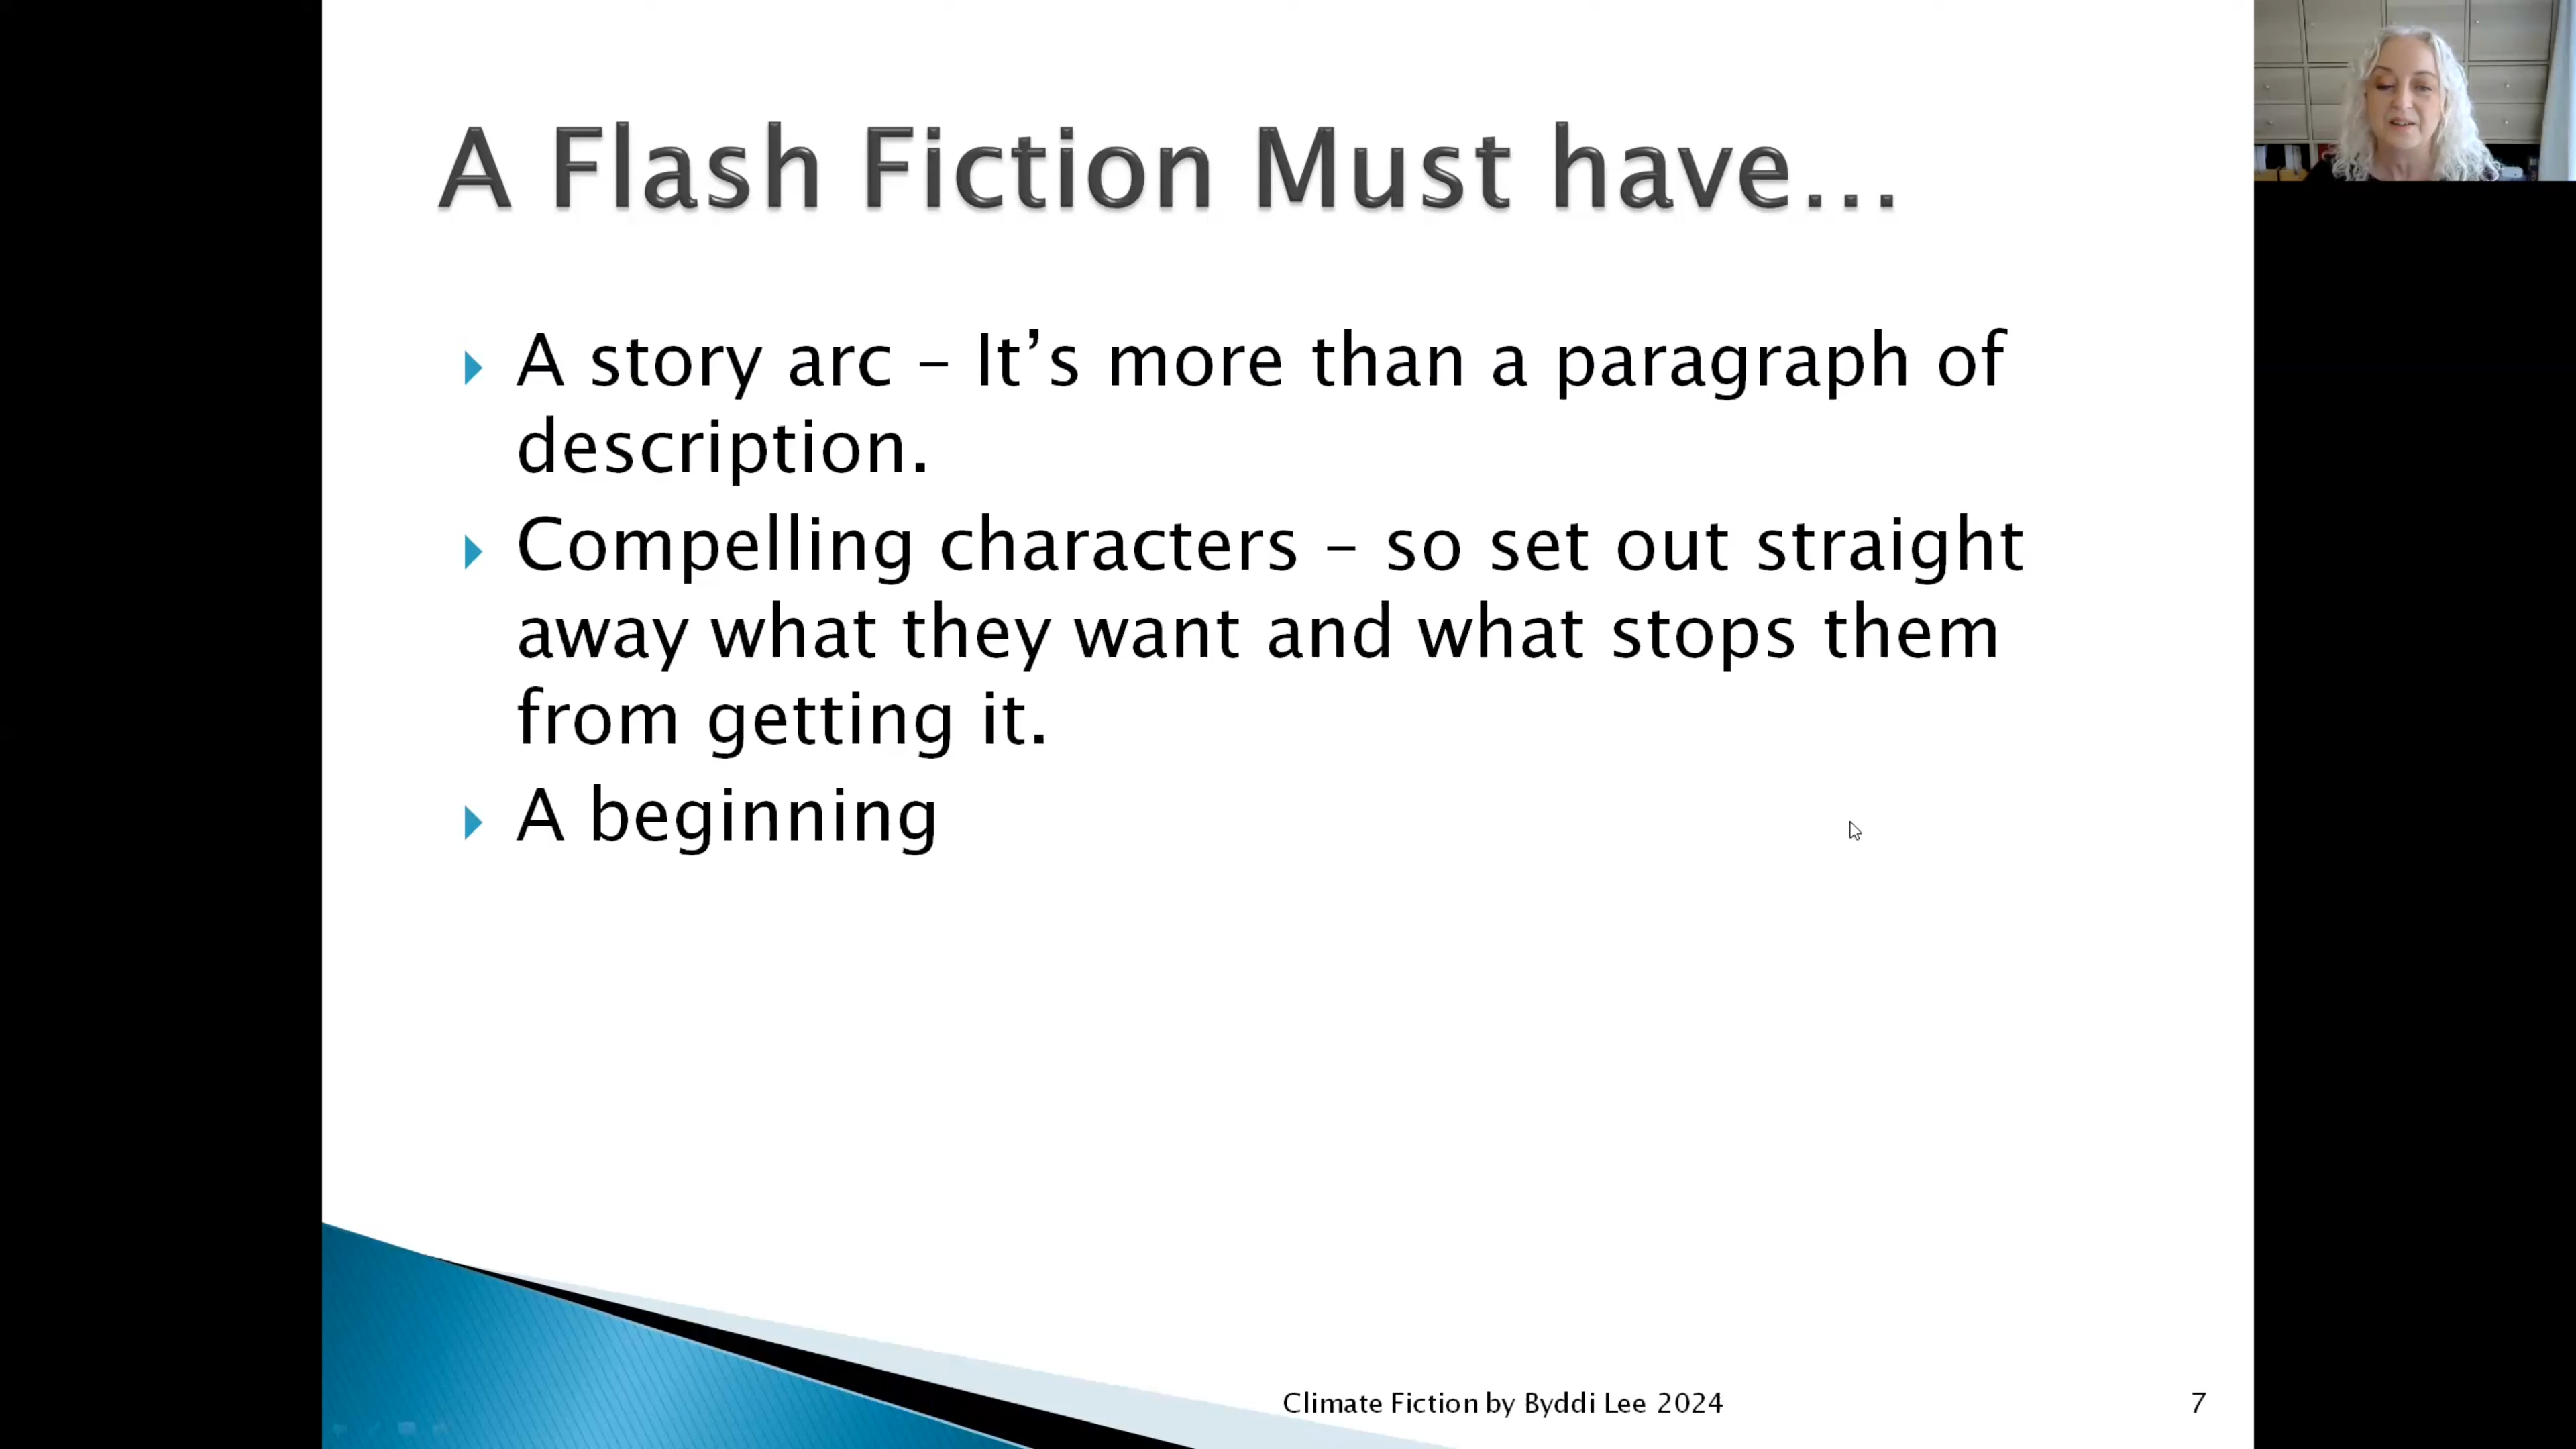 A Flash Fiction Must have...
A story arc – It’s more than a paragraph of
description.
Compelling characters – so set out straight
away what they want and what stops them
from getting it.
A beginning
Climate Fiction by Byddi Lee 2024
7